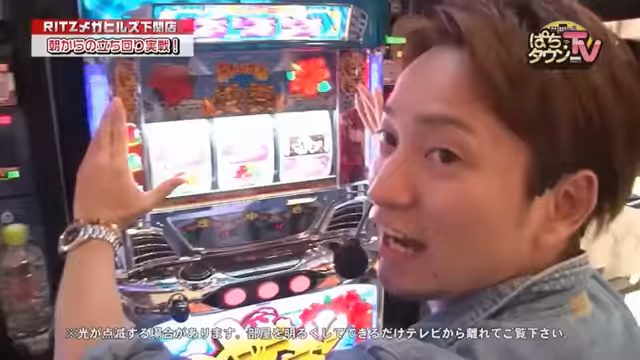 RITZメガヒルズ下関店
朝からの立ち回り実戦！
ぱちタウンTV
※光が点滅する場合があります。部屋を明るくしてできるだけテレビから離れてご覧下さい。